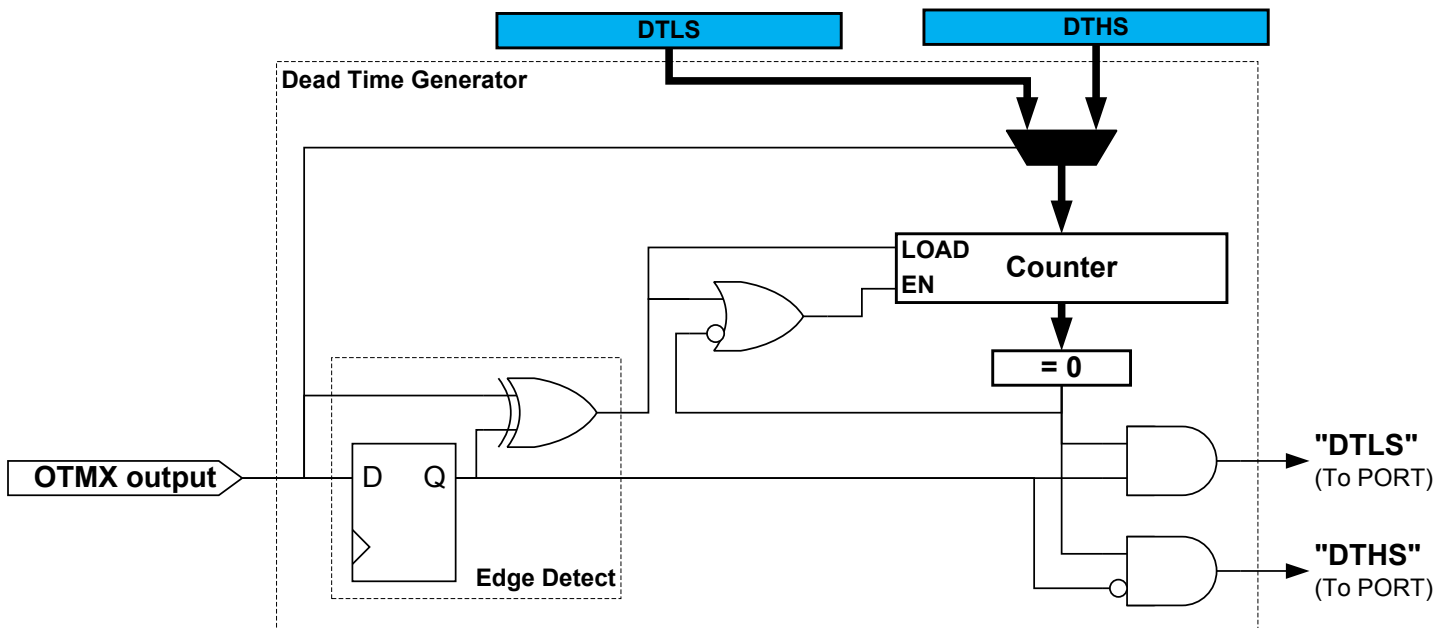 DTLS
DTHS
Dead Time Generator
LOAD
Counter
EN
= 0
OTMX output
D
Q
Edge Detect
"DTLS"
(To PORT)
"DTHS"
(To PORT)